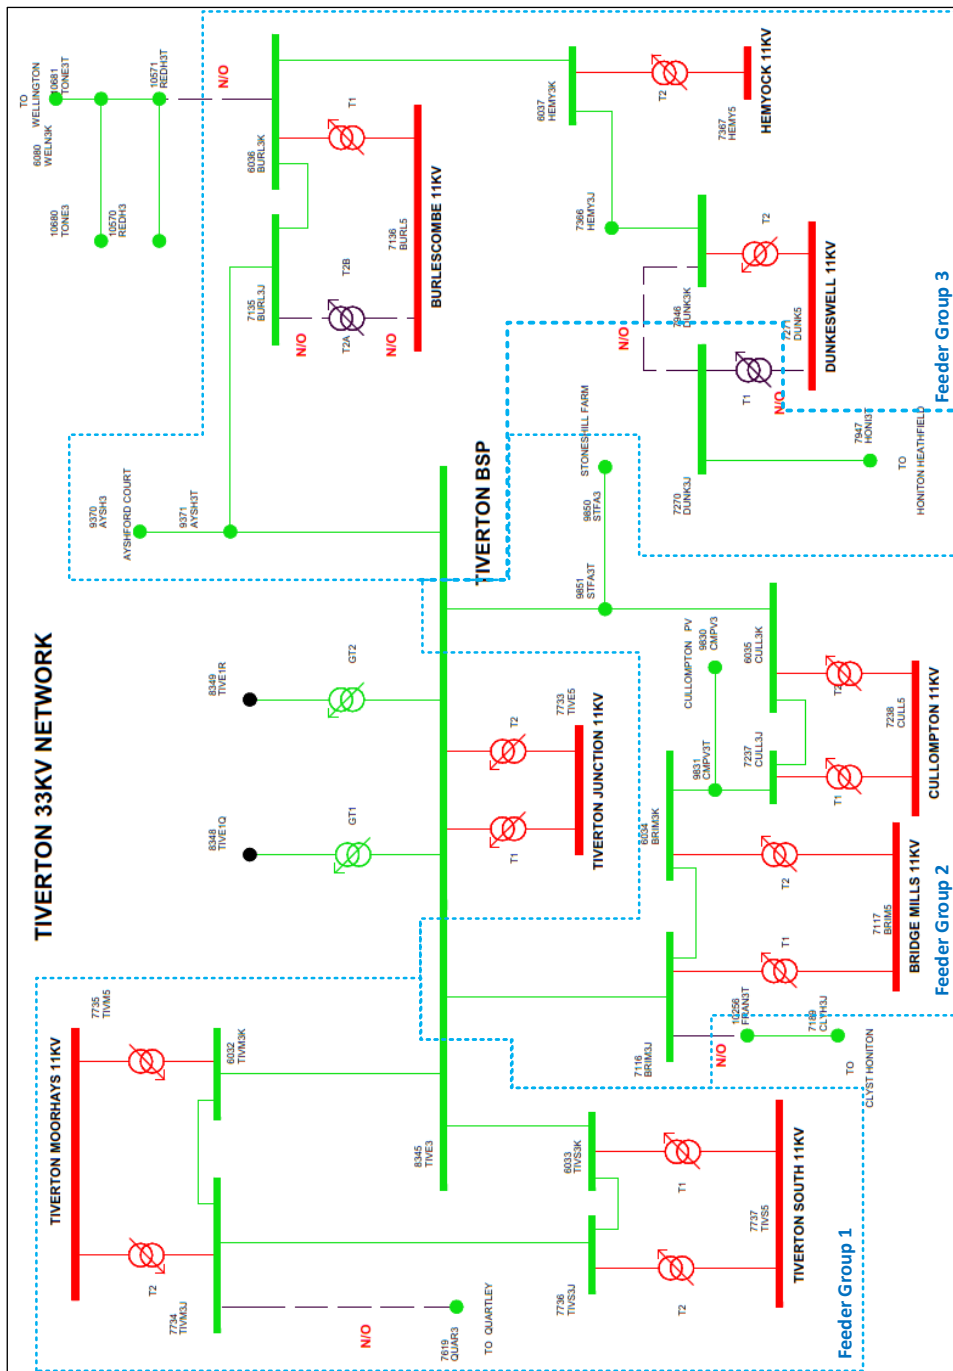 TIVERTON 33KV NETWORK
TIVERTON MOORHAYS 11KV
7735
TIVM5
T2
7734
TIVM3J
6032
TIVM3K
N/O
7619
QUAR3
TO QUARTLEY
8345
TIVE3
6033
TIVS3K
7736
TIVS3J
T1
T2
7737
TIVS5
TIVERTON SOUTH 11KV
Feeder Group 1
8348
TIVE1Q
GT1
8349
TIVE1R
GT2
T1
T2
7733
TIVE5
TIVERTON JUNCTION 11KV
TIVERTON BSP
7116
BRIM3J
N/O
10256
FRAN3T
7189
CLYH3J
TO
CLYST HONITON
6034
BRIM3K
T1
T2
7117
BRIM5
BRIDGE MILLS 11KV
Feeder Group 2
9831
CMPV3T
CULLOMPTON PV
9830
CMPV3
7237
CULL3J
6035
CULL3K
T1
T2
7238
CULL5
CULLOMPTON 11KV
9851
STFA3T
9850
STFA3
STONESHILL FARM
9370
AYSH3
AYSHFORD COURT
9371
AYSH3T
7135
BURL3J
6036
BURL3K
N/O
T2A
T2B
N/O
T1
7136
BURL5
BURLESCOMBE 11KV
N/O
10571
REDH3T
10681
TONE3T
TO
WELLINGTON
6080
WELN3K
10680
TONE3
10570
REDH3
6037
HEMY3K
T2
7367
HEMY5
HEMYOCK 11KV
7366
HEMY3J
7946
DUNK3K
T2
7271
DUNK5
DUNKESWELL 11KV
N/O
T1
N/O
7270
DUNK3J
7947
HONI3T
TO
HONITON HEATHFIELD
Feeder Group 3